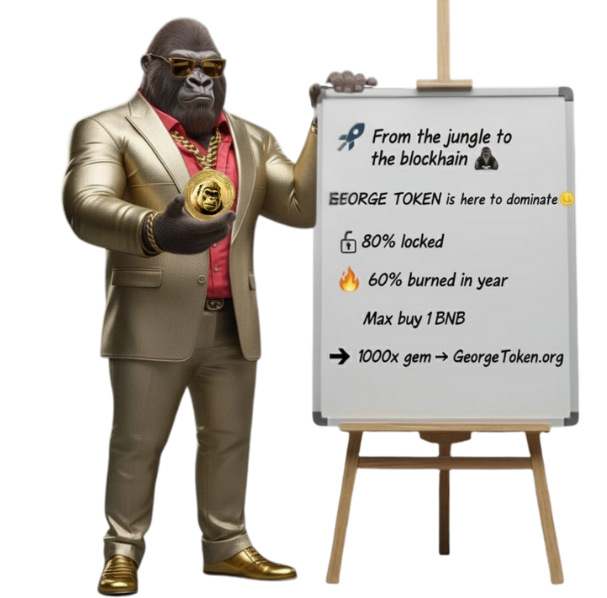 🚀 From the jungle to
the blockhain 🦍
GEORGE TOKEN is here to dominate
80% locked
🔥 60% burned in year
Max buy 1 BNB
→ 1000x gem → GeorgeToken.org